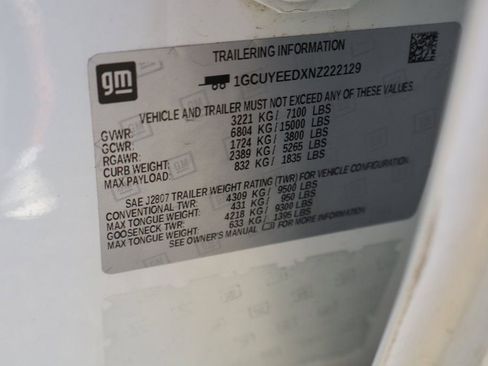 gm
TRAILERING INFORMATION
1GCUYEEDXNZ222129
VEHICLE AND TRAILER MUST NOT EXCEED ANY OF THESE VALUES
GVWR: 3221 KG / 7100 LBS
GCWR: 6804 KG / 15000 LBS
RGAWR: 1724 KG / 3800 LBS
CURB WEIGHT: 2389 KG / 5265 LBS
MAX PAYLOAD: 832 KG / 1835 LBS
SAE J2807 TRAILER WEIGHT RATING (TWR) FOR VEHICLE CONFIGURATION.
CONVENTIONAL TWR: 4309 KG / 9500 LBS
MAX TONGUE WEIGHT: 431 KG / 950 LBS
GOOSENECK TWR: 4218 KG / 9300 LBS
MAX TONGUE WEIGHT: 633 KG / 1395 LBS
SEE OWNER'S MANUAL FOR MORE INFORMATION